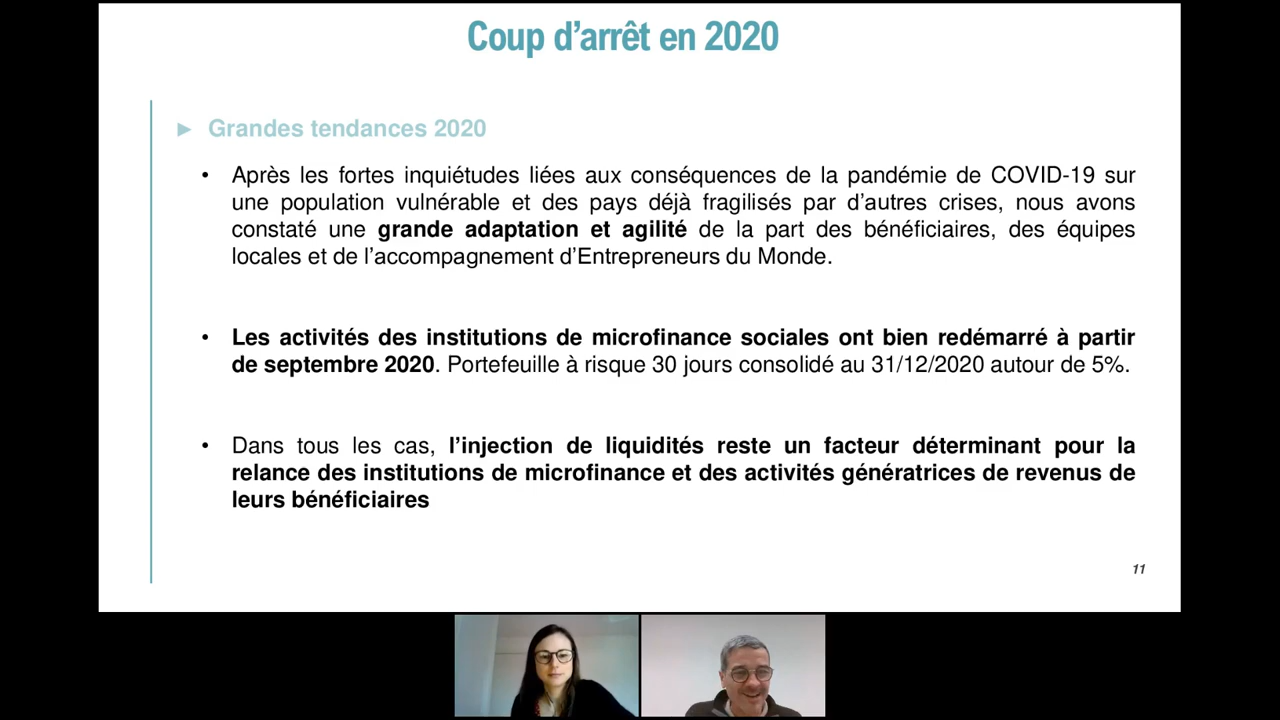 Coup d’arrêt en 2020
► Grandes tendances 2020
• Après les fortes inquiétudes liées aux conséquences de la pandémie de COVID-19 sur
une population vulnérable et des pays déjà fragilisés par d’autres crises, nous avons
constaté une grande adaptation et agilité de la part des bénéficiaires, des équipes
locales et de l’accompagnement d’Entrepreneurs du Monde.
• Les activités des institutions de microfinance sociales ont bien redémarré à partir
de septembre 2020. Portefeuille à risque 30 jours consolidé au 31/12/2020 autour de 5%.
• Dans tous les cas, l’injection de liquidités reste un facteur déterminant pour la
relance des institutions de microfinance et des activités génératrices de revenus de
leurs bénéficiaires
11